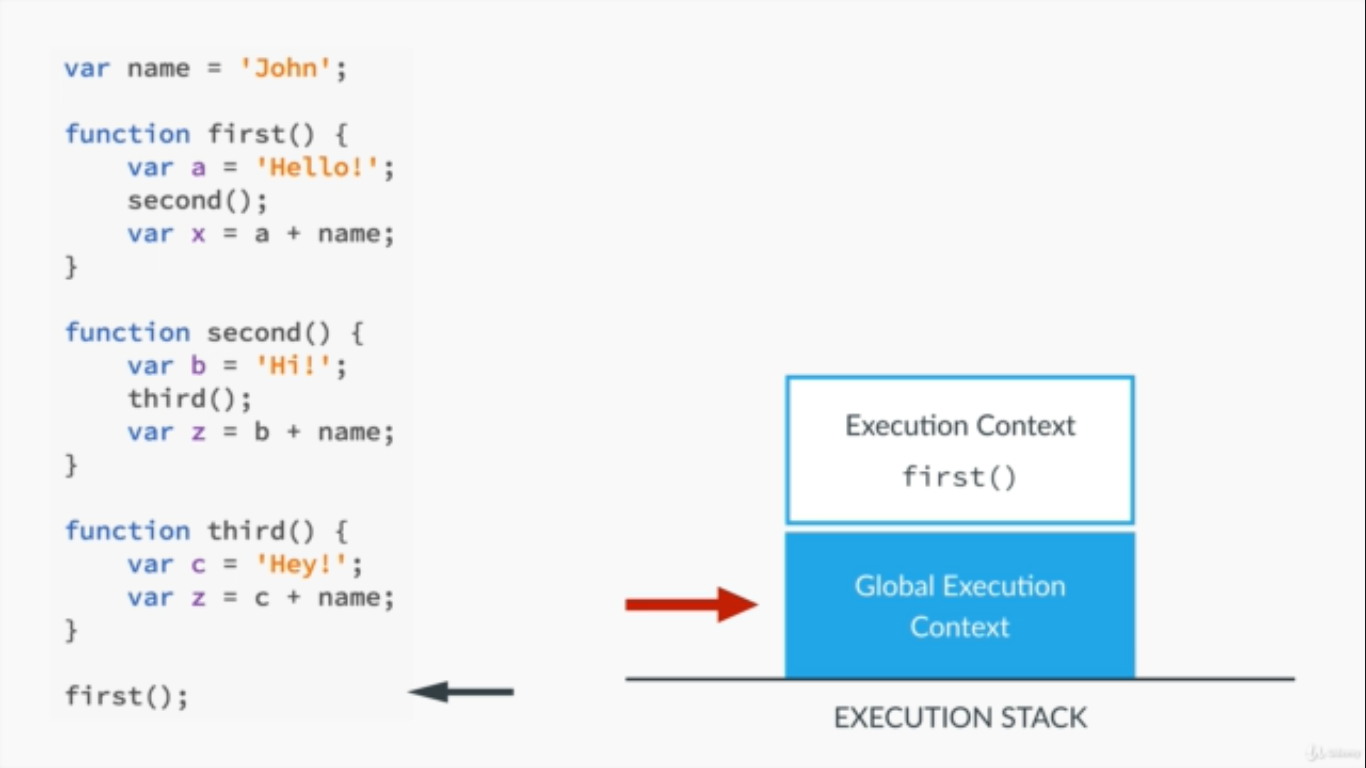 var name = 'John';
function first() {
    var a = 'Hello!';
    second();
    var x = a + name;
}
function second() {
    var b = 'Hi!';
    third();
    var z = b + name;
}
function third() {
    var c = 'Hey!';
    var z = c + name;
}
first();
Execution Context
first()
Global Execution
Context
EXECUTION STACK
Udemy